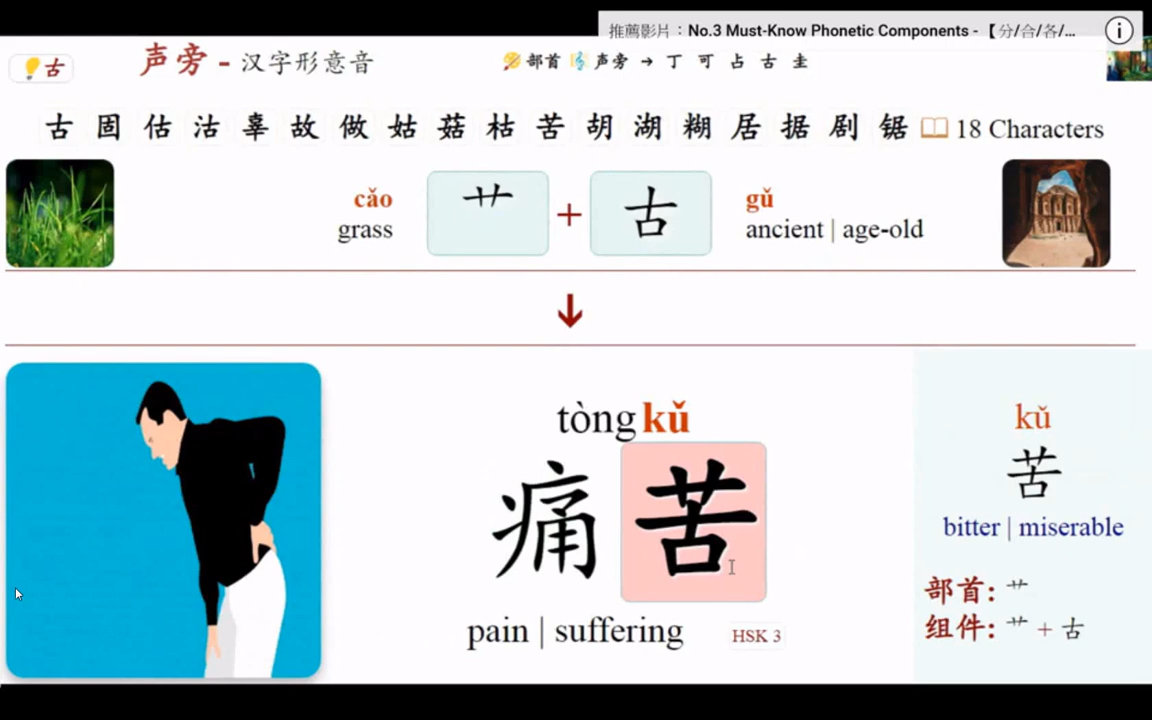 推薦影片：No.3 Must-Know Phonetic Components - 【分/合/各/...
古
声旁 - 汉字形意音
部首 声旁 → 丁 可 占 古 圭
古 固 估 沽 辜 故 做 姑 菇 枯 苦 胡 湖 糊 居 据 剧 锯 18 Characters
cǎo
grass
艹 + 古
gǔ
ancient | age-old
↓
tòng kǔ
痛 苦
pain | suffering
HSK 3
kǔ
苦
bitter | miserable
部首: 艹
组件: 艹 + 古